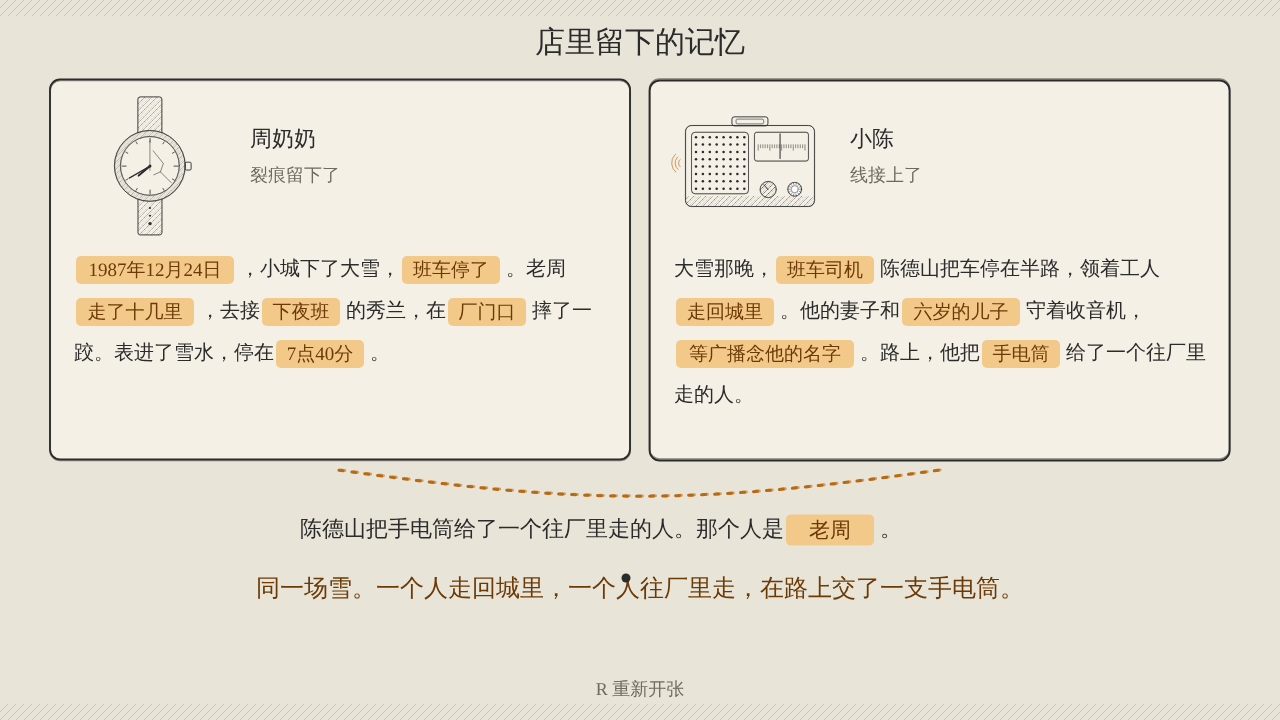 店里留下的记忆
周奶奶
裂痕留下了
1987年12月24日，小城下了大雪，班车停了。老周
走了十几里，去接下夜班的秀兰，在厂门口摔了一
跤。表进了雪水，停在7点40分。
小陈
线接上了
大雪那晚，班车司机陈德山把车停在半路，领着工人
走回城里。他的妻子和六岁的儿子守着收音机，
等广播念他的名字。路上，他把手电筒给了一个往厂里
走的人。
陈德山把手电筒给了一个往厂里走的人。那个人是老周。
同一场雪。一个人走回城里，一个人往厂里走，在路上交了一支手电筒。
R 重新开张